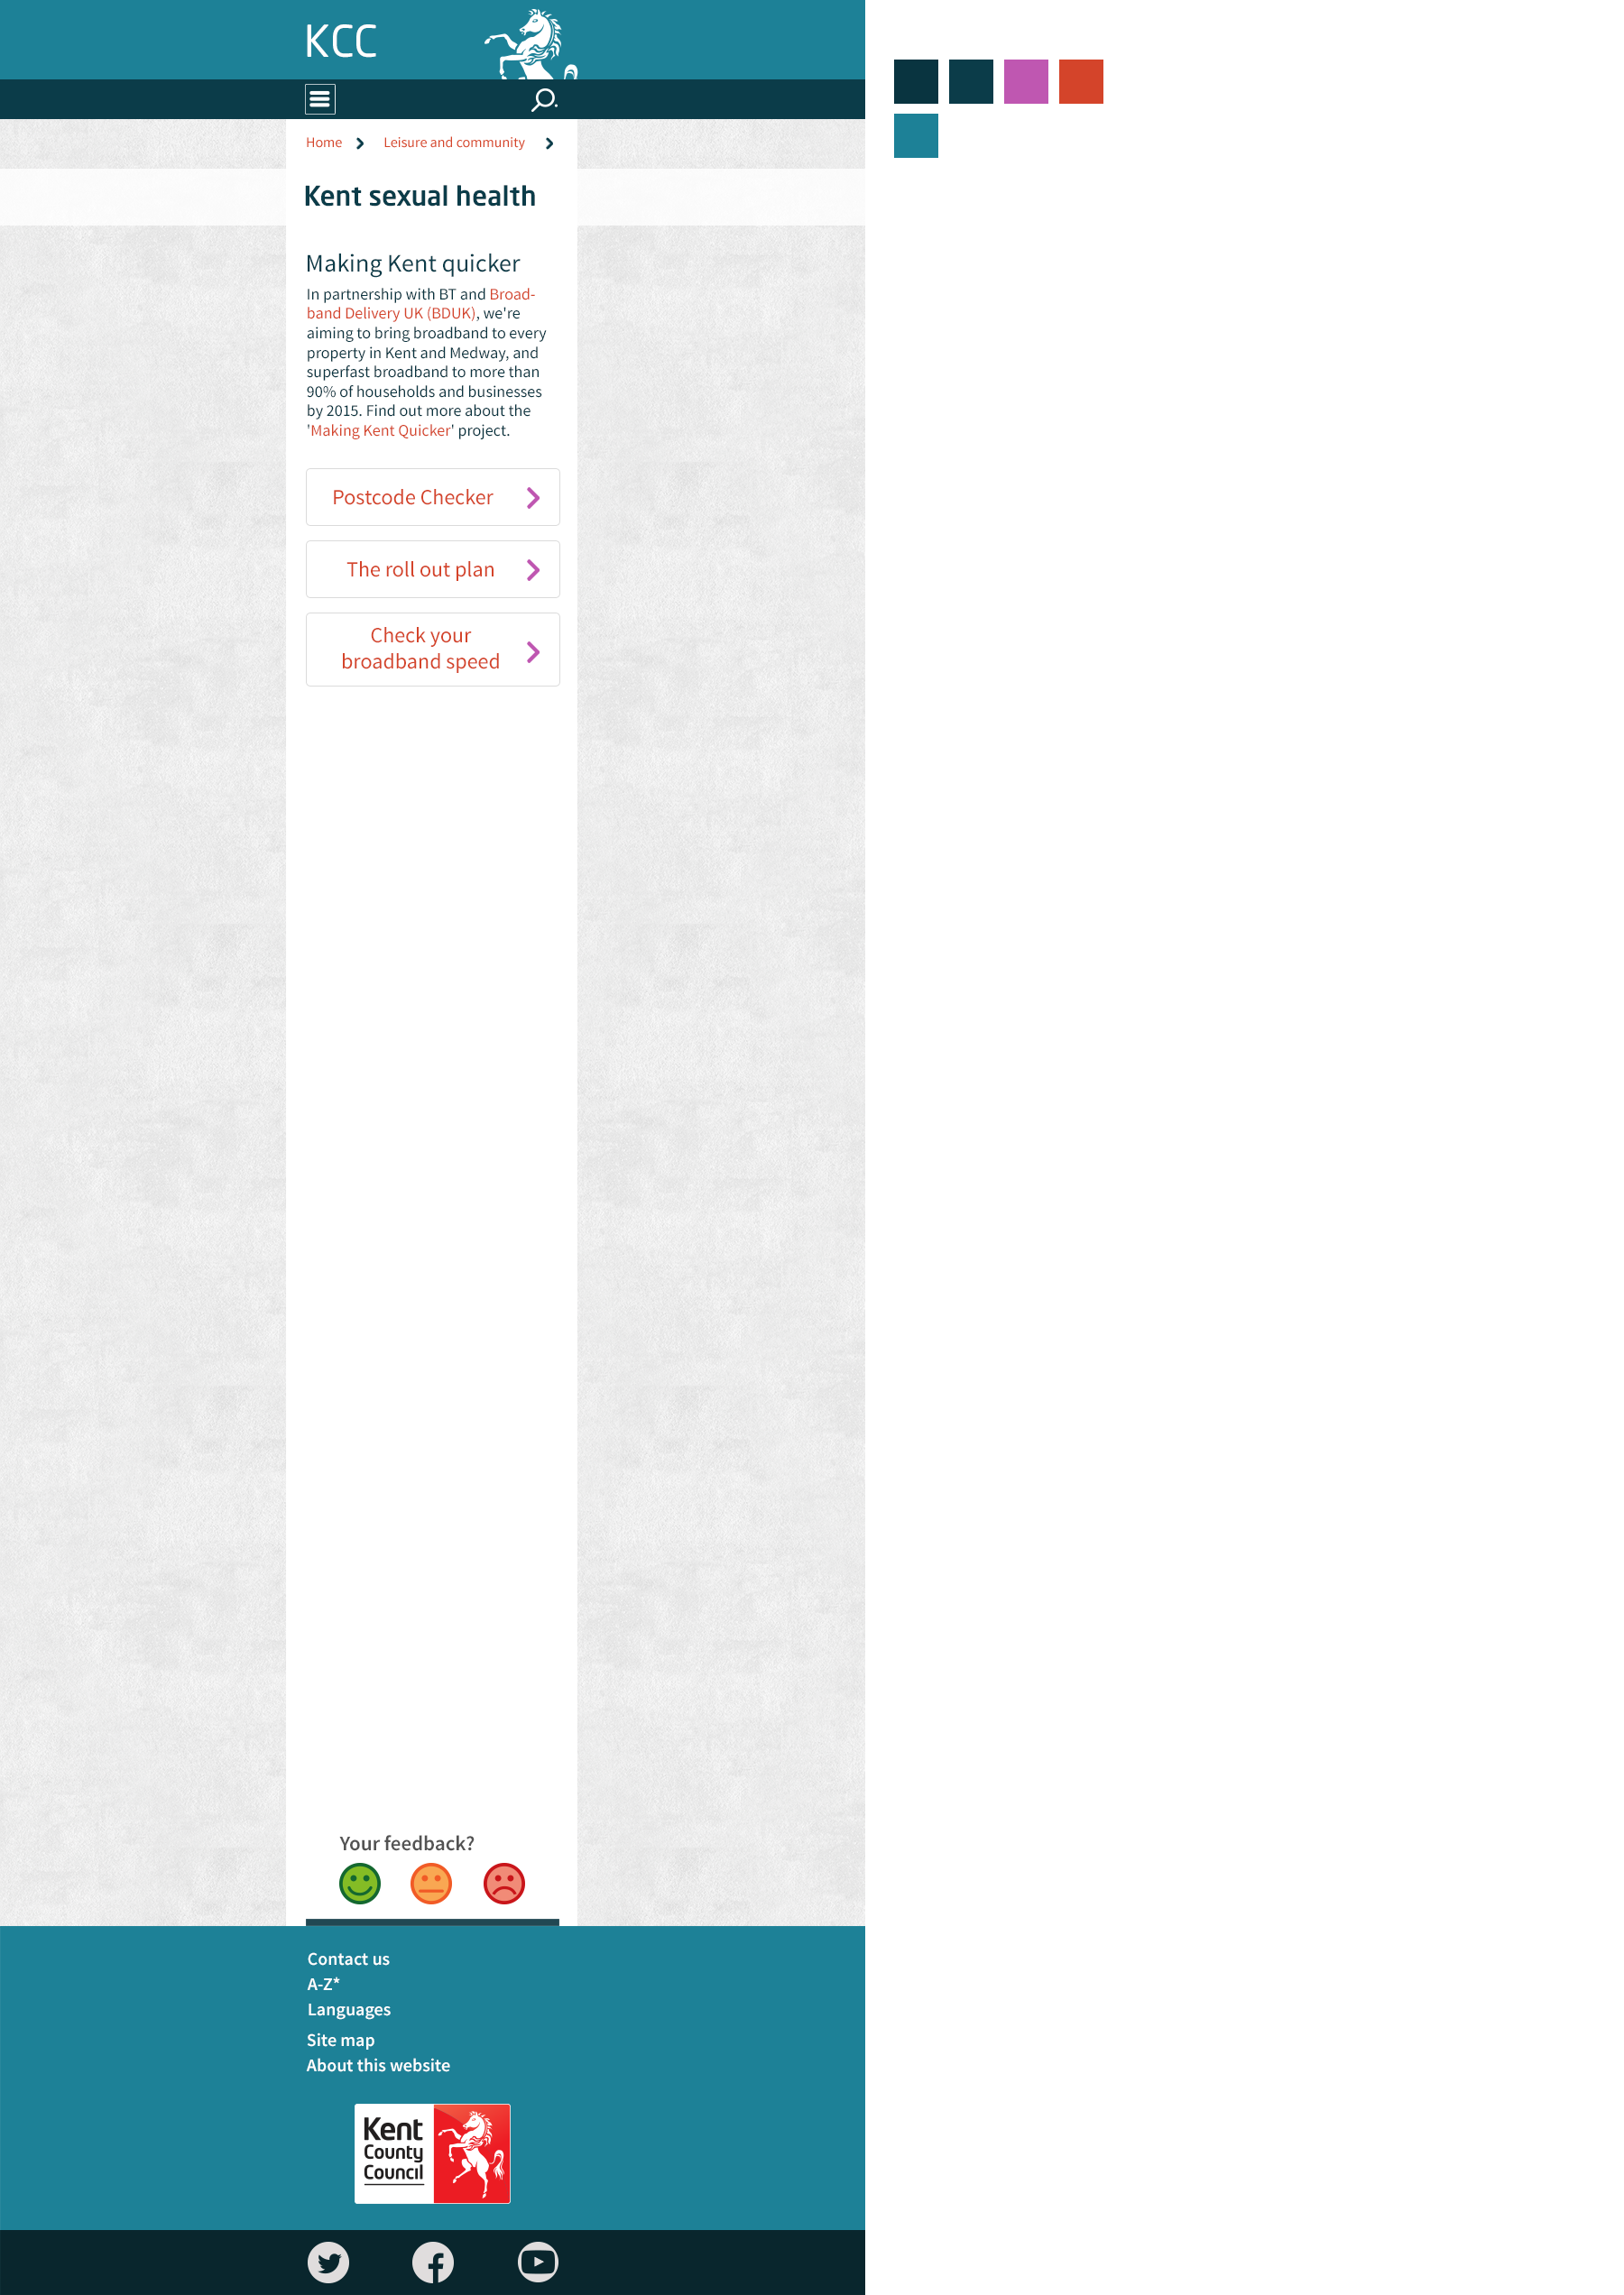 KCC
Home
Leisure and community
Kent sexual health
Making Kent quicker
In partnership with BT and Broad-
band Delivery UK (BDUK), we're
aiming to bring broadband to every
property in Kent and Medway, and
superfast broadband to more than
90% of households and businesses
by 2015. Find out more about the
'Making Kent Quicker' project.
Postcode Checker
The roll out plan
Check your
broadband speed
Your feedback?
Contact us
A-Z*
Languages
Site map
About this website
Kent
County
Council